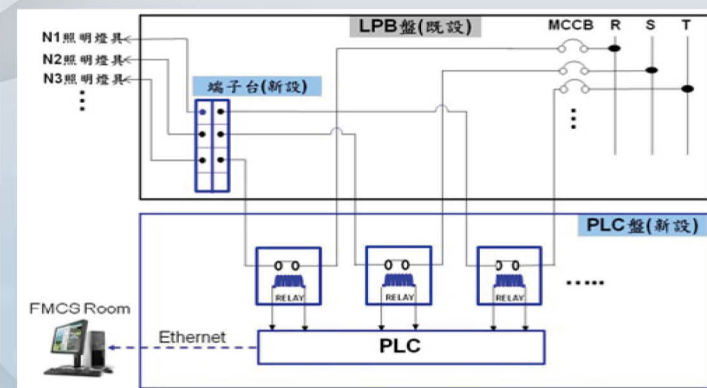 LPB盤(既設)
MCCB R S T
N1照明燈具
N2照明燈具
N3照明燈具
端子台(新設)
PLC盤(新設)
RELAY
RELAY
RELAY
FMCS Room
Ethernet
PLC